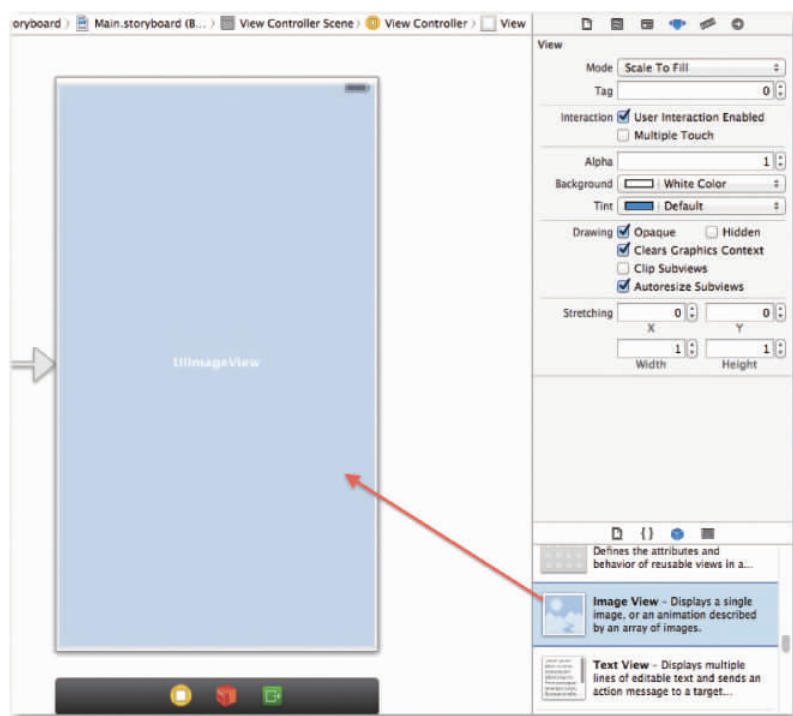 oryboard Main.storyboard (B... ) View Controller Scene View Controller View
View
Mode Scale To Fill
Tag 0
Interaction User Interaction Enabled
Multiple Touch
Alpha 1
Background White Color
Tint Default
Drawing Opaque Hidden
Clears Graphics Context
Clip Subviews
Autoresize Subviews
Stretching 0 0
X Y
1 1
Width Height
UIImageView
{ }
Defines the attributes and
behavior of reusable views in a...
Image View – Displays a single
image, or an animation described
by an array of images.
Text View – Displays multiple
lines of editable text and sends an
action message to a target...